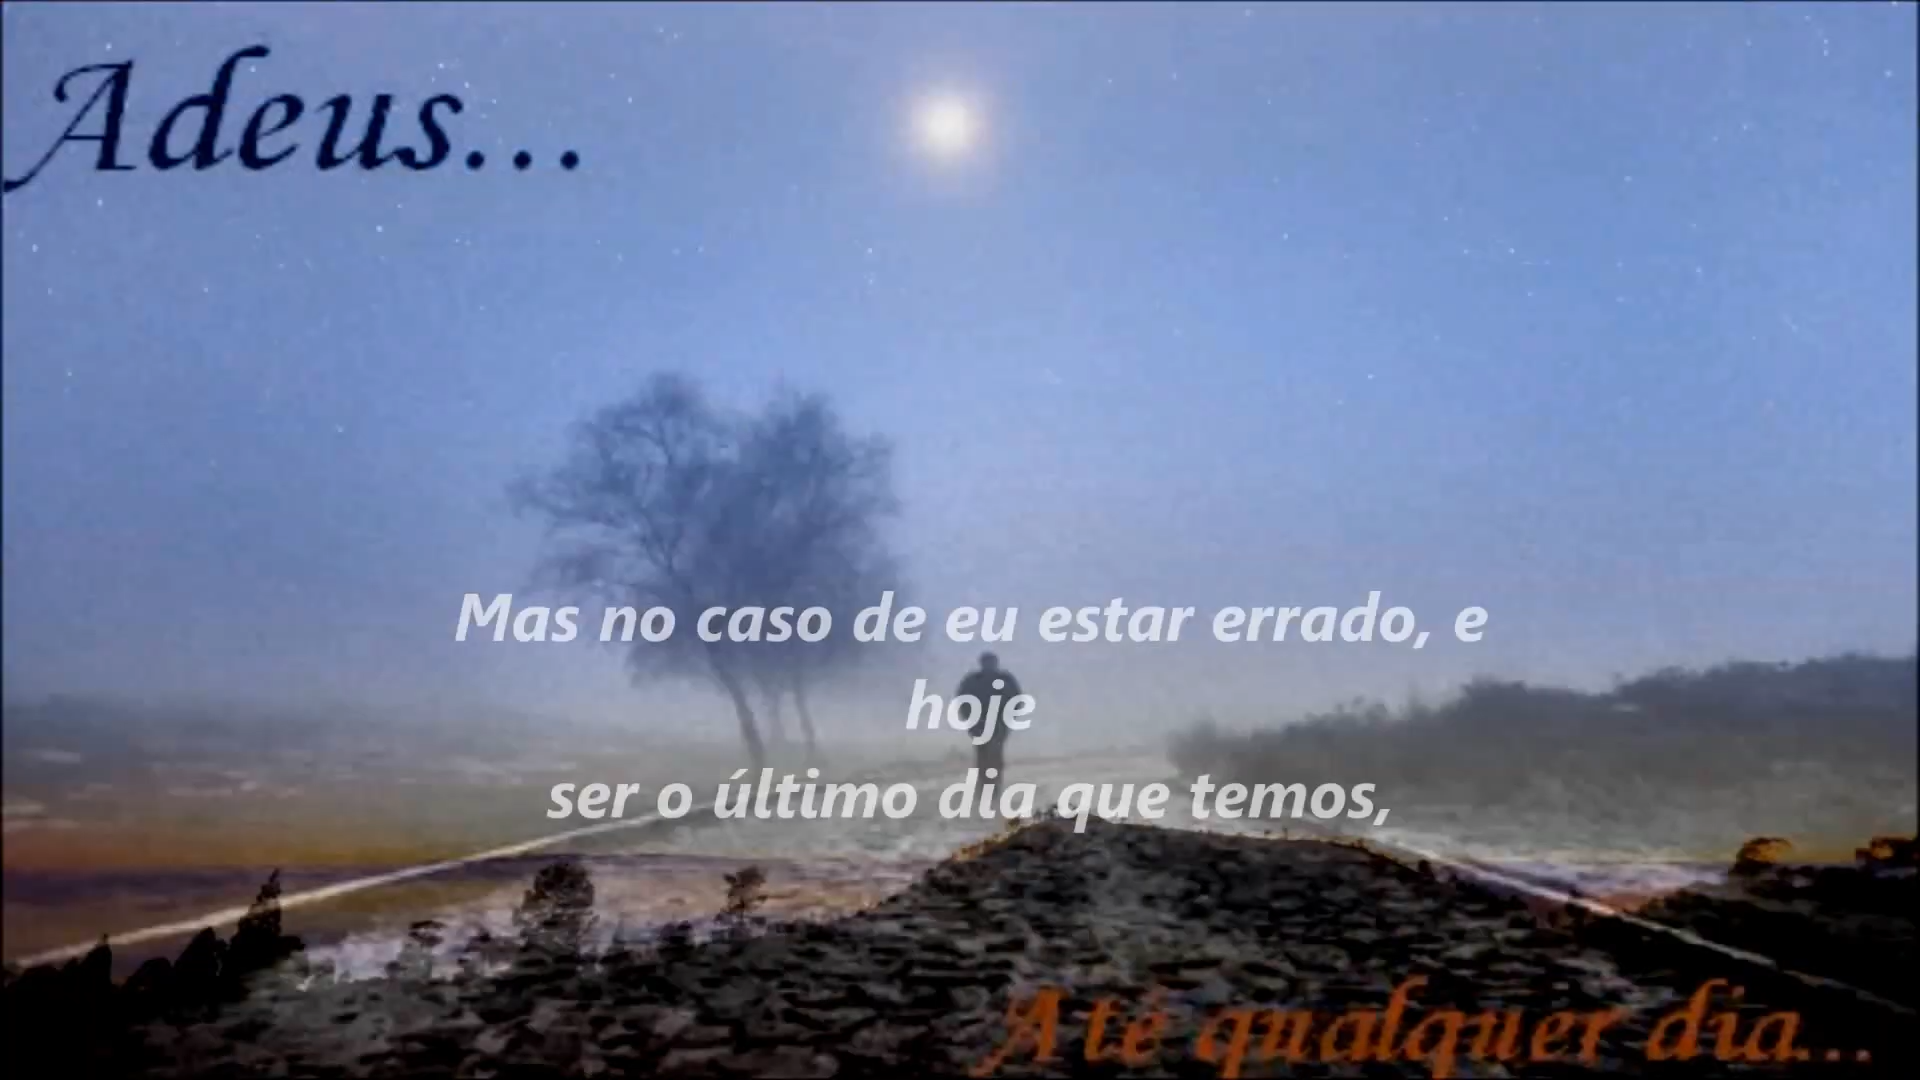 Adeus...
Mas no caso de eu estar errado, e
hoje
ser o último dia que temos,
Até qualquer dia...